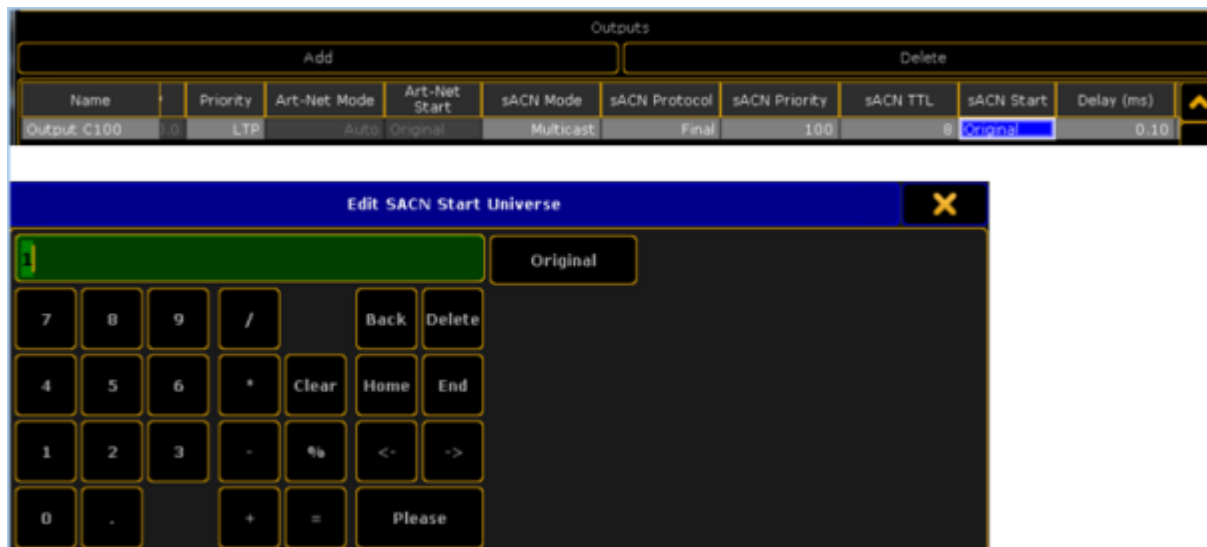 Outputs
Add Delete
Name Priority Art-Net Mode Art-Net Start sACN Mode sACN Protocol sACN Priority sACN TTL sACN Start Delay (ms)
Output C100 LTP Auto Original Multicast Final 100 8 Original 0.10
Edit SACN Start Universe
1 Original
7 8 9 / Back Delete
4 5 6 * Clear Home End
1 2 3 - % <- ->
0 . + = Please